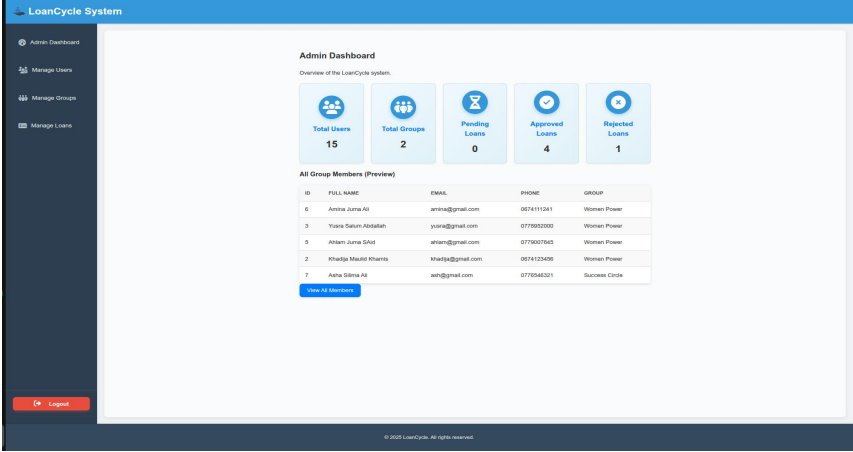 LoanCycle System
Admin Dashboard
Manage Users
Manage Groups
Manage Loans
Logout
Admin Dashboard
Overview of the LoanCycle system.
Total Users
15
Total Groups
2
Pending
Loans
0
Approved
Loans
4
Rejected
Loans
1
All Group Members (Preview)
ID FULL NAME EMAIL PHONE GROUP
6 Amina Juma Ali amina@gmail.com 0674111241 Women Power
3 Yusra Salum Abdallah yusra@gmail.com 0778952000 Women Power
5 Ahlam Juma SAid ahlam@gmail.com 0779007845 Women Power
2 Khadija Maulid Khamis khadija@gmail.com 0674123456 Women Power
7 Asha Silima Ali ash@gmail.com 0776546321 Success Circle
View All Members
© 2025 LoanCycle. All rights reserved.